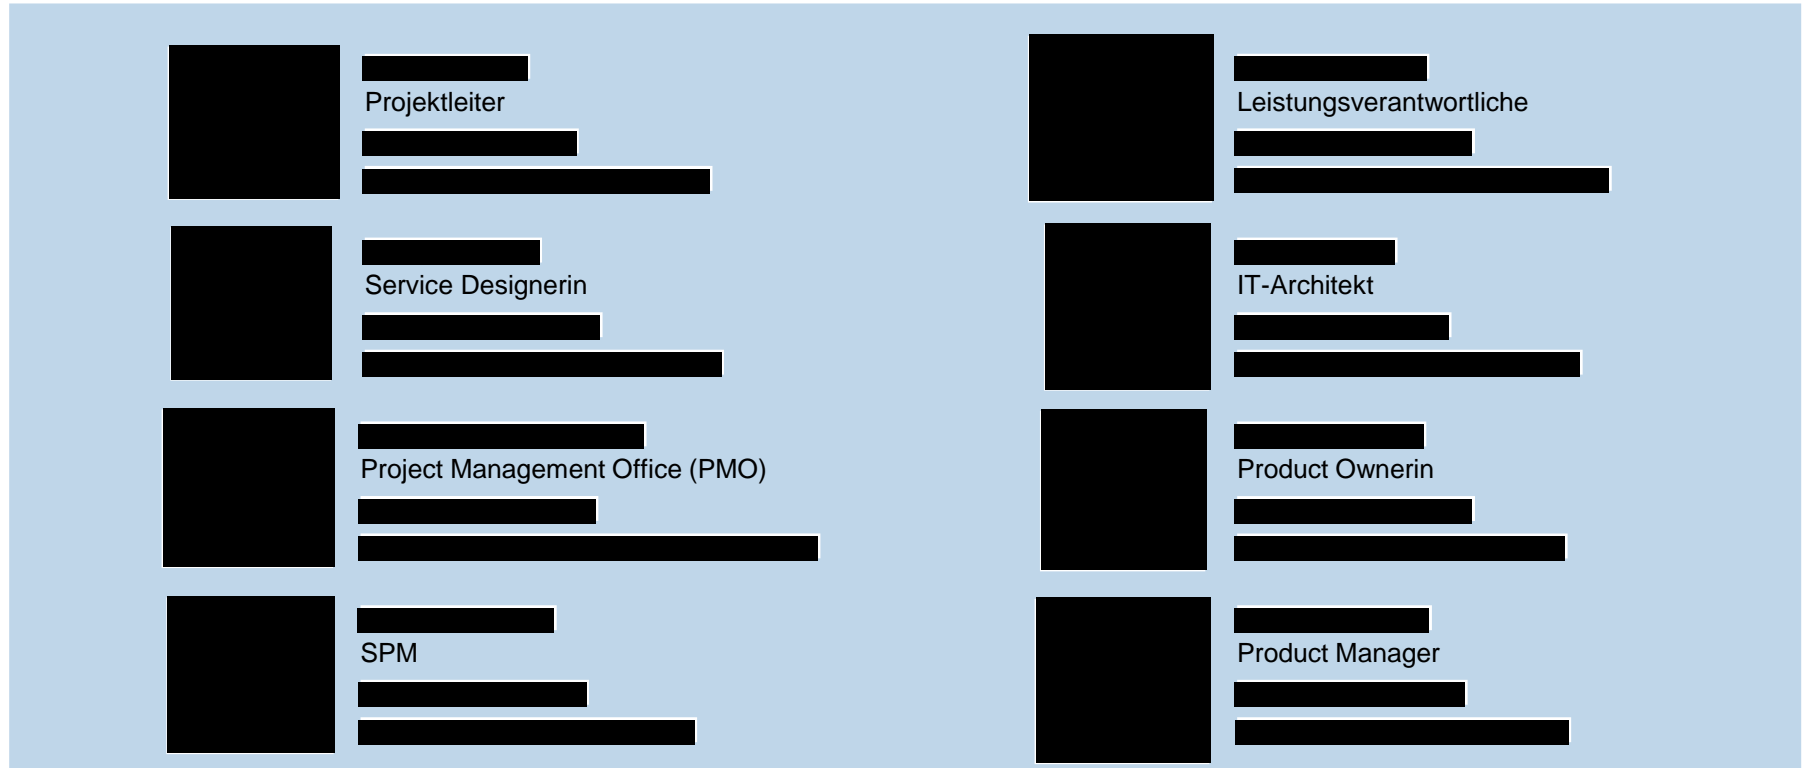 Projektleiter
Leistungsverantwortliche
Service Designerin
IT-Architekt
Project Management Office (PMO)
Product Ownerin
SPM
Product Manager